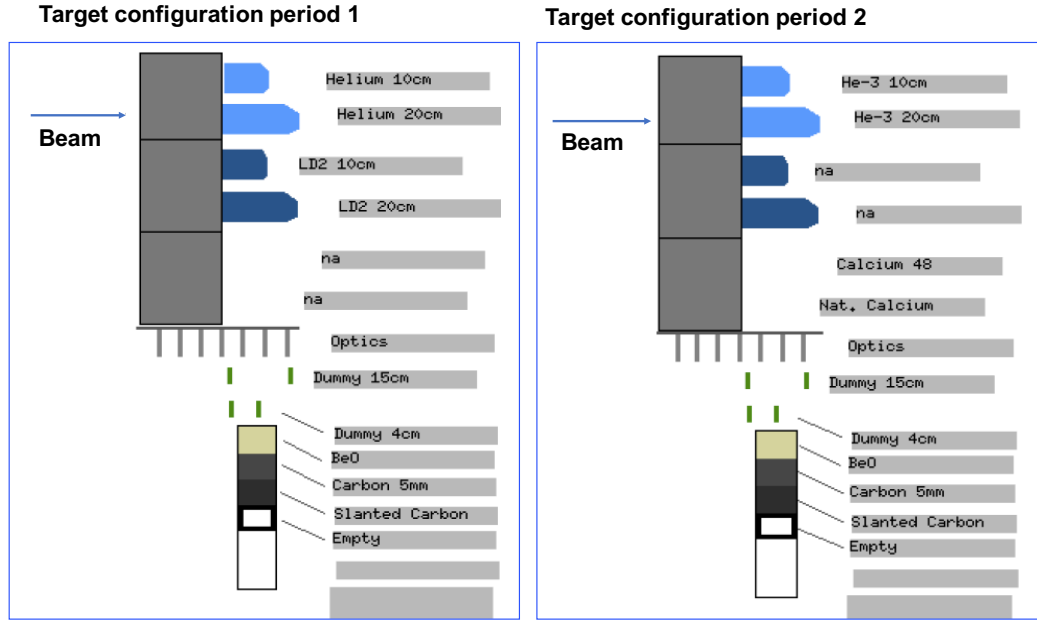 Target configuration period 1
Beam
Helium 10cm
Helium 20cm
LD2 10cm
LD2 20cm
na
na
Optics
Dummy 15cm
Dummy 4cm
BeO
Carbon 5mm
Slanted Carbon
Empty
Target configuration period 2
Beam
He-3 10cm
He-3 20cm
na
na
Calcium 48
Nat. Calcium
Optics
Dummy 15cm
Dummy 4cm
BeO
Carbon 5mm
Slanted Carbon
Empty